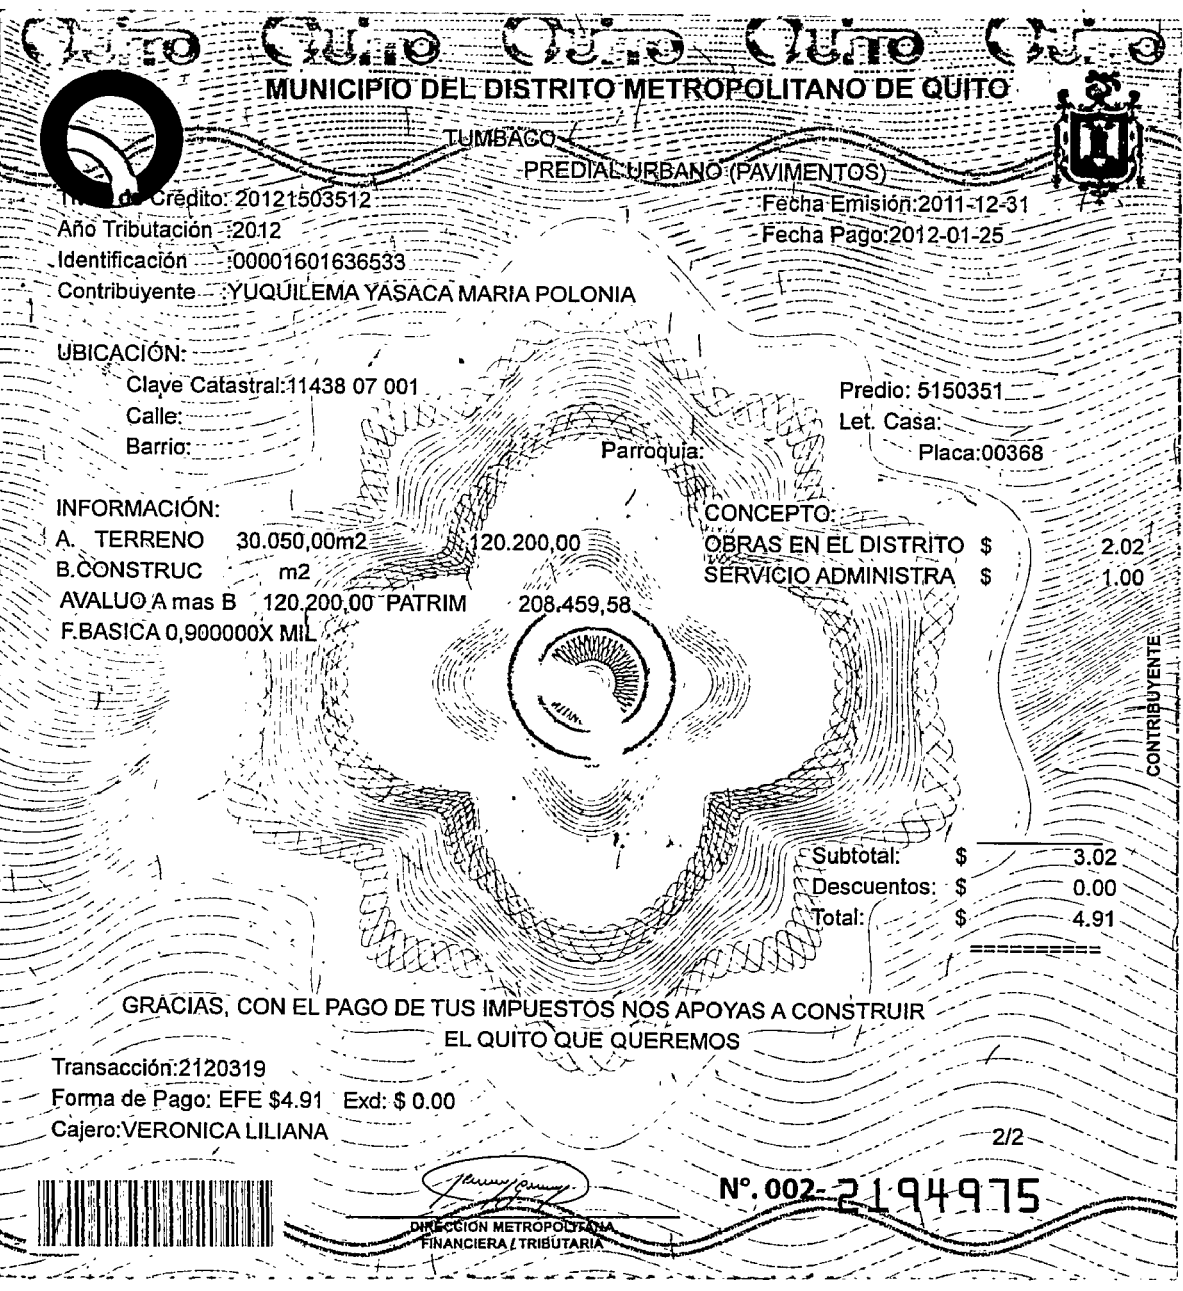 Quito Quito Quito Quito Quito
MUNICIPIO DEL DISTRITO METROPOLITANO DE QUITO
TUMBACO
PREDIAL URBANO (PAVIMENTOS)
de Crédito: 20121503512 Fecha Emisión:2011-12-31
Año Tributación :2012 Fecha Pago:2012-01-25
Identificación :00001601636533
Contribuyente :YUQUILEMA YASACA MARIA POLONIA
UBICACIÓN:
Clave Catastral:11438 07 001 Predio: 5150351
Calle: Let. Casa:
Barrio: Parroquia: Placa:00368
INFORMACIÓN: CONCEPTO:
A. TERRENO 30.050,00m2 120.200,00 OBRAS EN EL DISTRITO $ 2.02
B.CONSTRUC m2 SERVICIO ADMINISTRA $ 1.00
AVALUO A mas B 120.200,00 PATRIM 208.459,58
F.BASICA 0,900000X MIL
CONTRIBUYENTE
Subtotal: $ 3.02
Descuentos: $ 0.00
Total: $ 4.91
==========
GRACIAS, CON EL PAGO DE TUS IMPUESTOS NOS APOYAS A CONSTRUIR
EL QUITO QUE QUEREMOS
Transacción:2120319
Forma de Pago: EFE $4.91 Exd: $ 0.00
Cajero:VERONICA LILIANA
2/2
N°. 002- 2194975
DIRECCIÓN METROPOLITANA
FINANCIERA / TRIBUTARIA